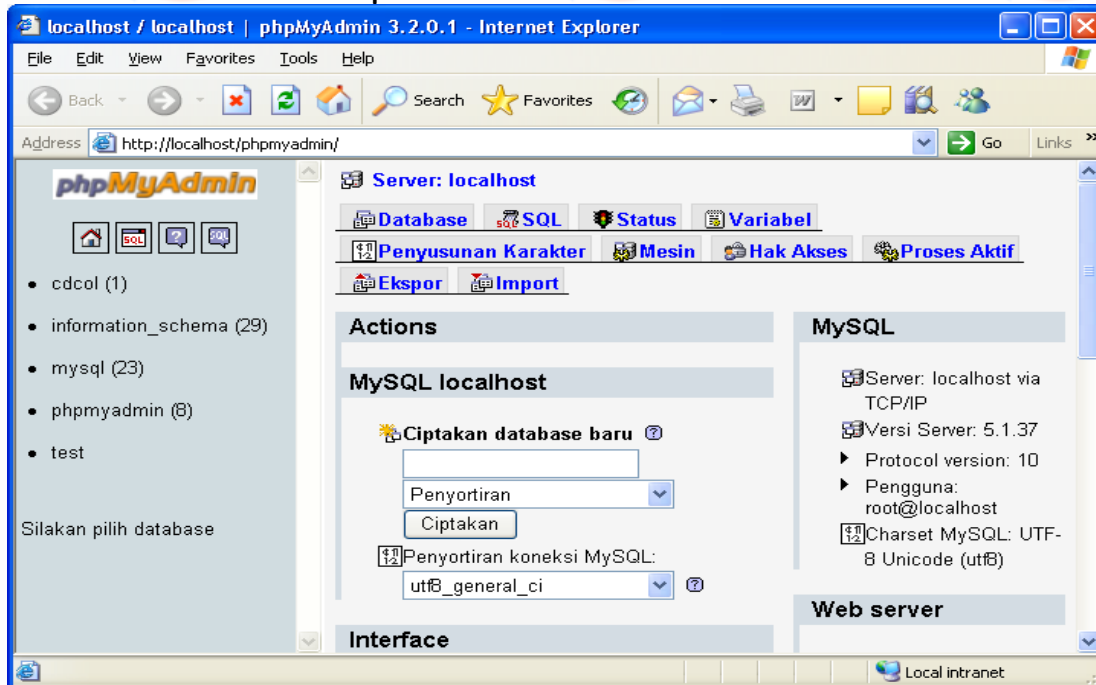 localhost / localhost | phpMyAdmin 3.2.0.1 - Internet Explorer
File Edit View Favorites Tools Help
Back Search Favorites
Address http://localhost/phpmyadmin/ Go Links »
phpMyAdmin
SQL SQL
cdcol (1)
information_schema (29)
mysql (23)
phpmyadmin (8)
test
Silakan pilih database
Server: localhost
Database SQL Status Variabel
Penyusunan Karakter Mesin Hak Akses Proses Aktif
Ekspor Import
Actions
MySQL localhost
Ciptakan database baru
Penyortiran
Ciptakan
Penyortiran koneksi MySQL:
utf8_general_ci
Interface
MySQL
Server: localhost via
TCP/IP
Versi Server: 5.1.37
Protocol version: 10
Pengguna:
root@localhost
Charset MySQL: UTF-
8 Unicode (utf8)
Web server
Local intranet